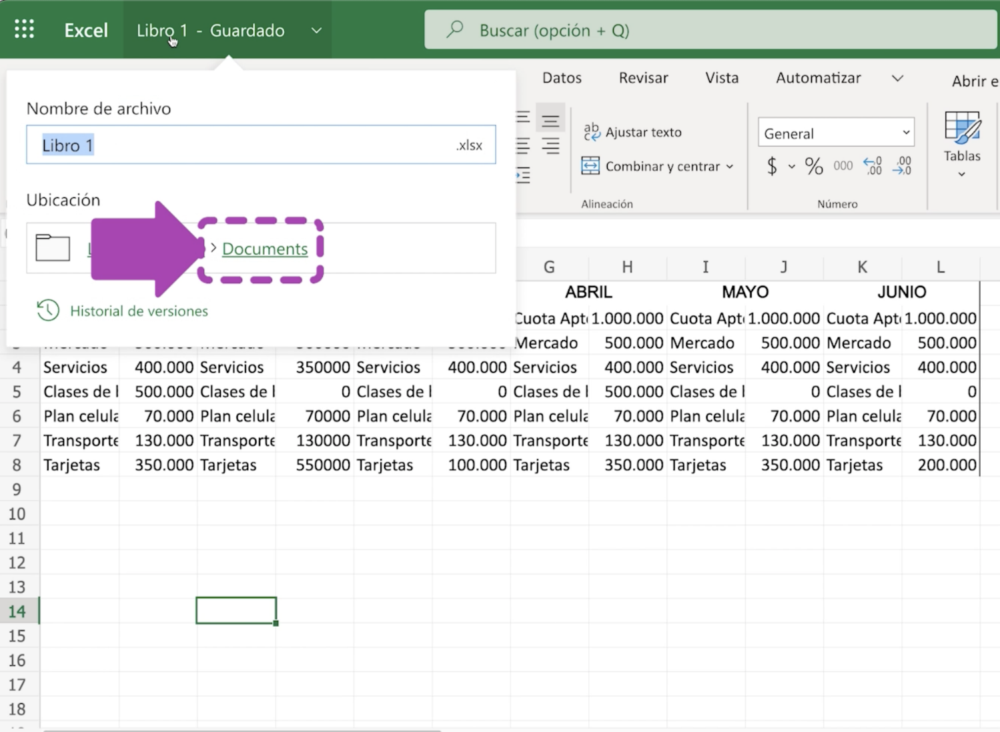 Excel
Libro 1 - Guardado
Buscar (opción + Q)
Datos Revisar Vista Automatizar Abrir e
Nombre de archivo
Libro 1 .xlsx
Ubicación
> Documents
Historial de versiones
Ajustar texto
Combinar y centrar
Alineación
General
$ % 000
Número
Tablas
G H I J K L
ABRIL MAYO JUNIO
Cuota Apt 1.000.000 Cuota Apt 1.000.000 Cuota Apt 1.000.000
Mercado 500.000 Mercado 500.000 Mercado 500.000
4 Servicios 400.000 Servicios 350000 Servicios 400.000 Servicios 400.000 Servicios 400.000 Servicios 400.000
5 Clases de 500.000 Clases de 0 Clases de 0 Clases de 500.000 Clases de 0 Clases de 0
6 Plan celula 70.000 Plan celula 70000 Plan celula 70.000 Plan celula 70.000 Plan celula 70.000 Plan celula 70.000
7 Transporte 130.000 Transporte 130000 Transporte 130.000 Transporte 130.000 Transporte 130.000 Transporte 130.000
8 Tarjetas 350.000 Tarjetas 550000 Tarjetas 100.000 Tarjetas 350.000 Tarjetas 350.000 Tarjetas 200.000
9
10
11
12
13
14
15
16
17
18